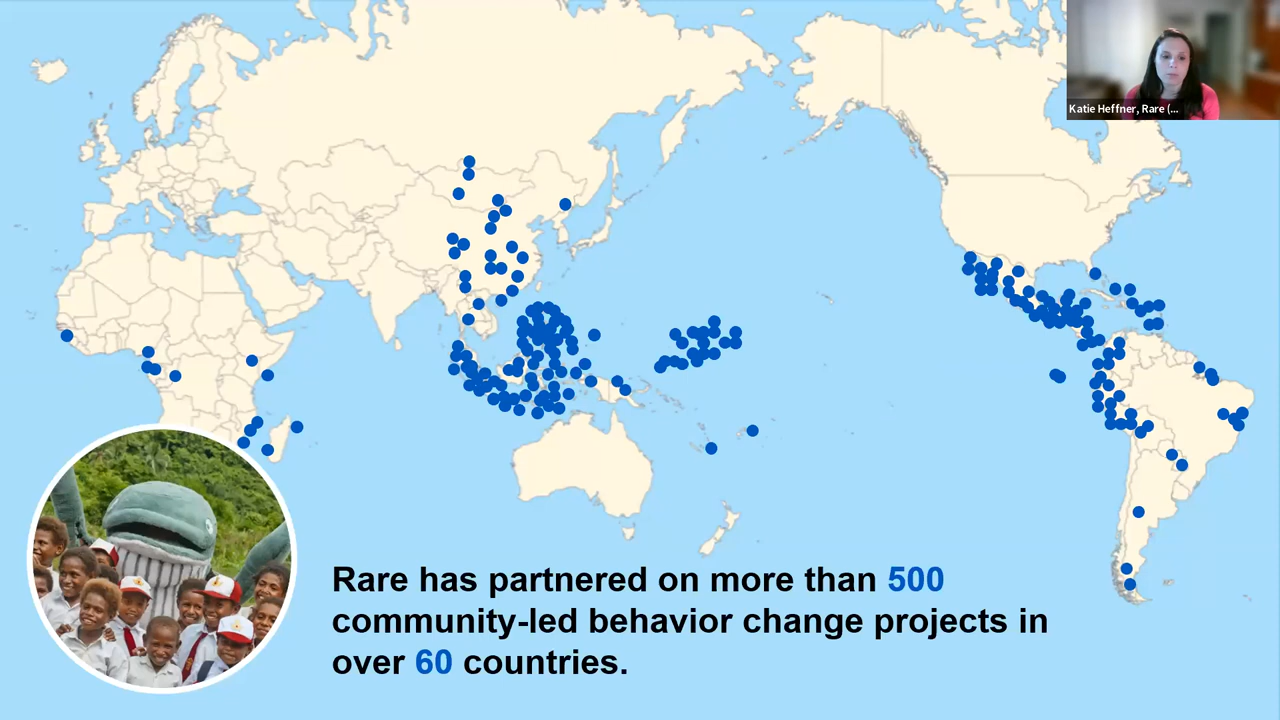 Katie Heffner, Rare (...
Rare has partnered on more than 500
community-led behavior change projects in
over 60 countries.